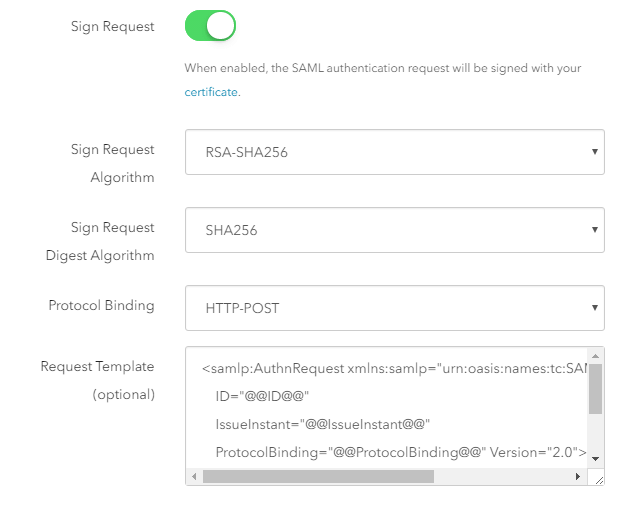 Sign Request
When enabled, the SAML authentication request will be signed with your
certificate.
Sign Request
Algorithm
RSA-SHA256
Sign Request
Digest Algorithm
SHA256
Protocol Binding
HTTP-POST
Request Template
(optional)
<samlp:AuthnRequest xmlns:samlp="urn:oasis:names:tc:SAM
ID="@@ID@@"
IssueInstant="@@IssueInstant@@"
ProtocolBinding="@@ProtocolBinding@@" Version="2.0">